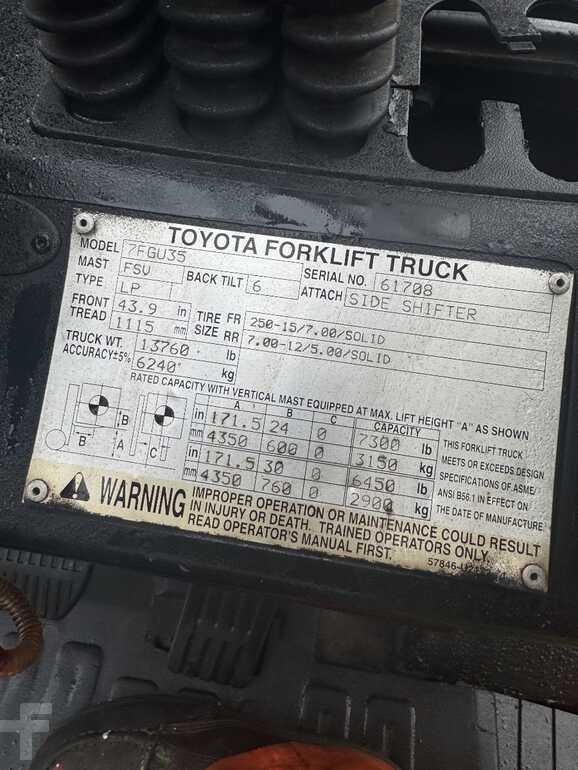 TOYOTA FORKLIFT TRUCK
MODEL 7FGU35 SERIAL NO. 61708
MAST FSV BACK TILT 6 ATTACH SIDE SHIFTER
TYPE LP
FRONT TREAD 43.9 in TIRE SIZE FR 250-15/7.00/SOLID
1115 mm RR 7.00-12/5.00/SOLID
TRUCK WT. 13760 lb
ACCURACY±5% 6240 kg
RATED CAPACITY WITH VERTICAL MAST EQUIPPED AT MAX. LIFT HEIGHT "A" AS SHOWN
A B C CAPACITY
in 171.5 24 0 7300 lb
mm 4350 600 0 3150 kg
in 171.5 30 0 6450 lb
mm 4350 760 0 2900 kg
B B A C
THIS FORKLIFT TRUCK
MEETS OR EXCEEDS DESIGN
SPECIFICATIONS OF ASME/
ANSI B56.1 IN EFFECT ON
THE DATE OF MANUFACTURE
WARNING
IMPROPER OPERATION OR MAINTENANCE COULD RESULT
IN INJURY OR DEATH. TRAINED OPERATORS ONLY.
READ OPERATOR'S MANUAL FIRST.